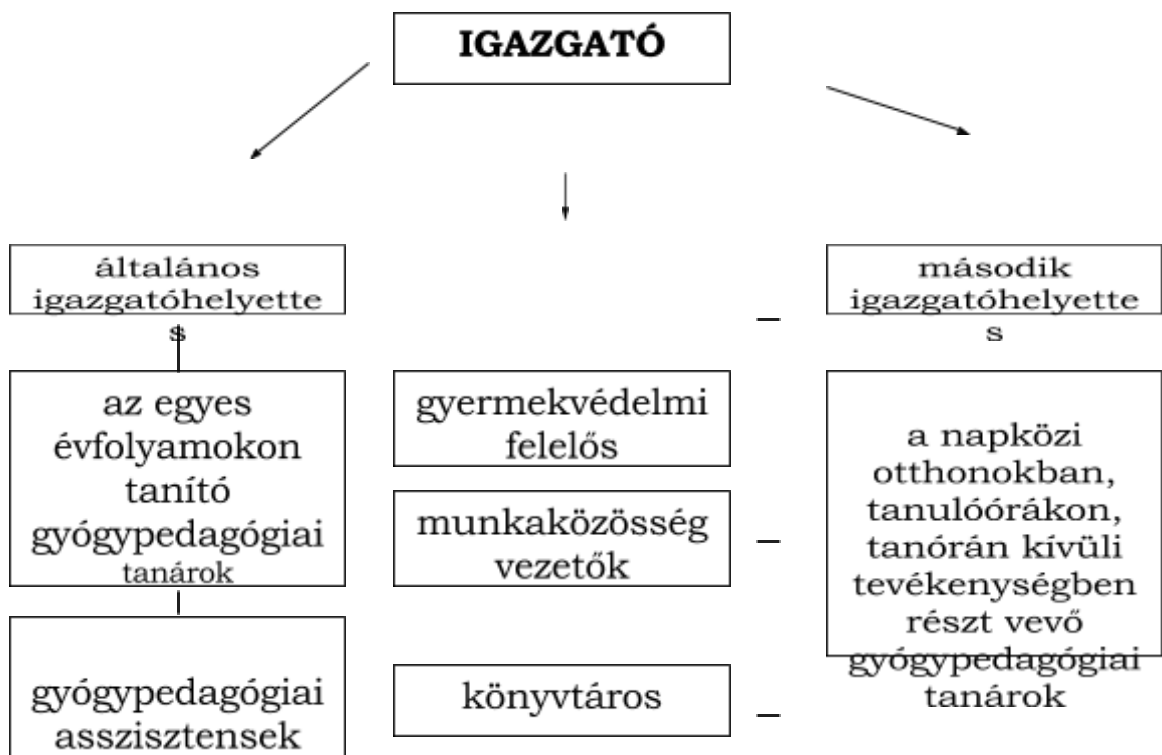 IGAZGATÓ
általános
igazgatóhelyette
s
második
igazgatóhelyette
s
az egyes
évfolyamokon
tanító
gyógypedagógiai
tanárok
gyermekvédelmi
felelős
munkaközösség
vezetők
a napközi
otthonokban,
tanulóórákon,
tanórán kívüli
tevékenységben
részt vevő
gyógypedagógiai
tanárok
gyógypedagógiai
asszisztensek
könyvtáros